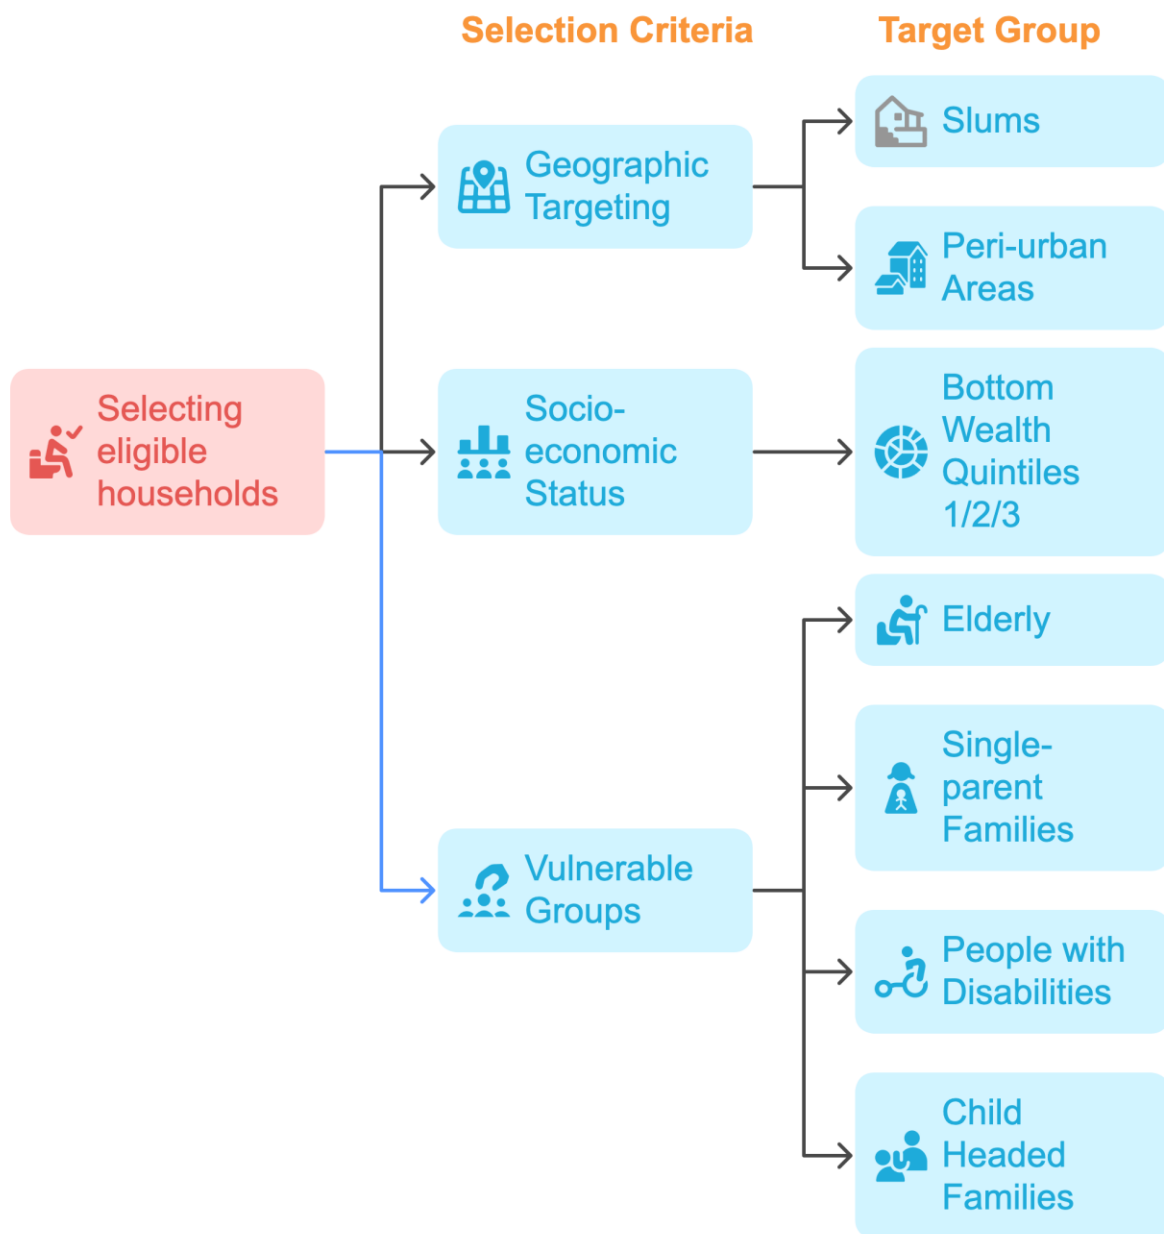 Selection Criteria
Target Group
Selecting
eligible
households
Geographic
Targeting
Slums
Peri-urban
Areas
Socio-
economic
Status
Bottom
Wealth
Quintiles
1/2/3
Vulnerable
Groups
Elderly
Single-
parent
Families
People with
Disabilities
Child
Headed
Families